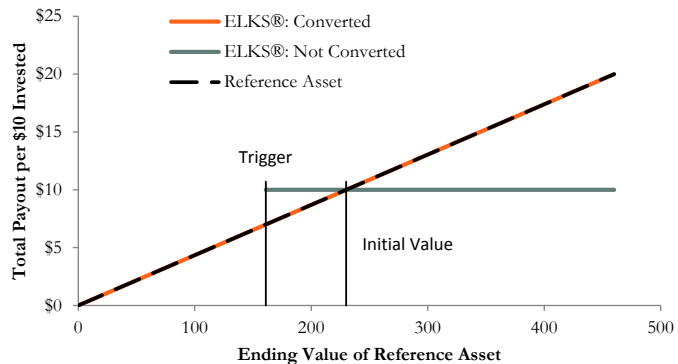 $25
ELKS®: Converted
ELKS®: Not Converted
Reference Asset
$20
$15
$10
$5
$0
Trigger
Initial Value
0
100
200
300
400
500
Total Payout per $10 Invested
Ending Value of Reference Asset